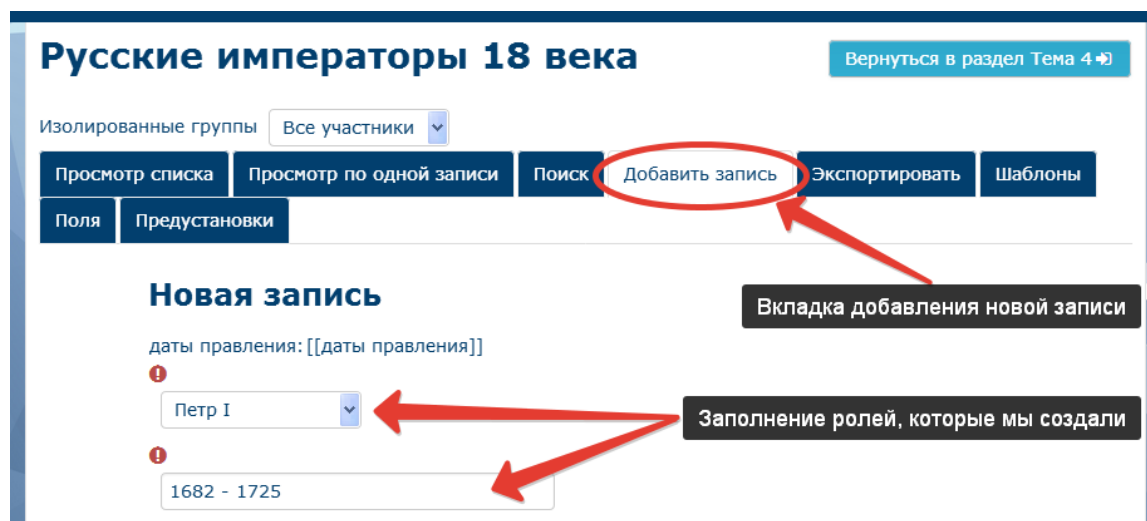 Русские императоры 18 века
Вернуться в раздел Тема 4
Изолированные группы Все участники
Просмотр списка Просмотр по одной записи Поиск Добавить запись Экспортировать Шаблоны
Поля Предустановки
Новая запись
Вкладка добавления новой записи
даты правления: [[даты правления]]
Петр I
Заполнение ролей, которые мы создали
1682 - 1725